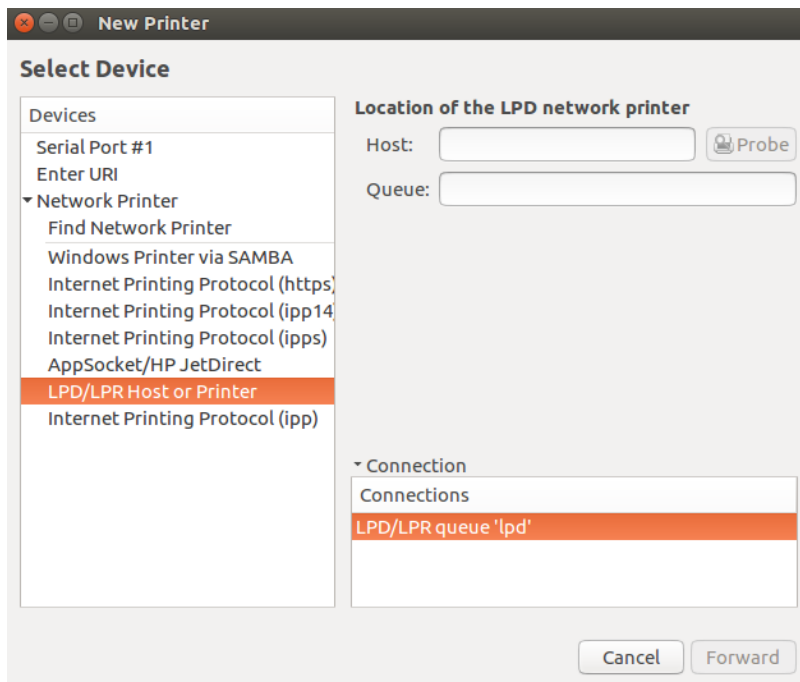 New Printer
Select Device
Devices
Serial Port #1
Enter URI
Network Printer
Find Network Printer
Windows Printer via SAMBA
Internet Printing Protocol (https)
Internet Printing Protocol (ipp14
Internet Printing Protocol (ipps)
AppSocket/HP JetDirect
LPD/LPR Host or Printer
Internet Printing Protocol (ipp)
Location of the LPD network printer
Host:
Probe
Queue:
Connection
Connections
LPD/LPR queue 'lpd'
Cancel
Forward